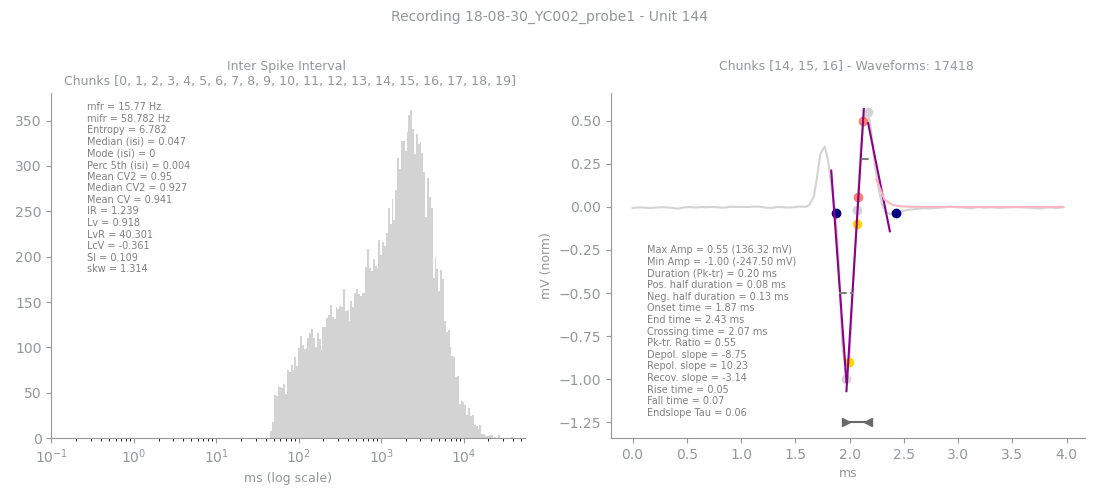 Recording 18-08-30_YC002_probe1 - Unit 144
Inter Spike Interval
Chunks [0, 1, 2, 3, 4, 5, 6, 7, 8, 9, 10, 11, 12, 13, 14, 15, 16, 17, 18, 19]
350
300
250
200
150
100
50
0
mfr = 15.77 Hz
mifr = 58.782 Hz
Entropy = 6.782
Median (isi) = 0.047
Mode (isi) = 0
Perc 5th (isi) = 0.004
Mean CV2 = 0.95
Median CV2 = 0.927
Mean CV = 0.941
IR = 1.239
Lv = 0.918
LvR = 40.301
LcV = -0.361
SI = 0.109
skw = 1.314
10⁻¹ 10⁰ 10¹ 10² 10³ 10⁴
ms (log scale)
Chunks [14, 15, 16] - Waveforms: 17418
mV (norm)
0.50
0.25
0.00
−0.25
−0.50
−0.75
−1.00
−1.25
Max Amp = 0.55 (136.32 mV)
Min Amp = -1.00 (-247.50 mV)
Duration (Pk-tr) = 0.20 ms
Pos. half duration = 0.08 ms
Neg. half duration = 0.13 ms
Onset time = 1.87 ms
End time = 2.43 ms
Crossing time = 2.07 ms
Pk-tr. Ratio = 0.55
Depol. slope = -8.75
Repol. slope = 10.23
Recov. slope = -3.14
Rise time = 0.05
Fall time = 0.07
Endslope Tau = 0.06
0.0 0.5 1.0 1.5 2.0 2.5 3.0 3.5 4.0
ms